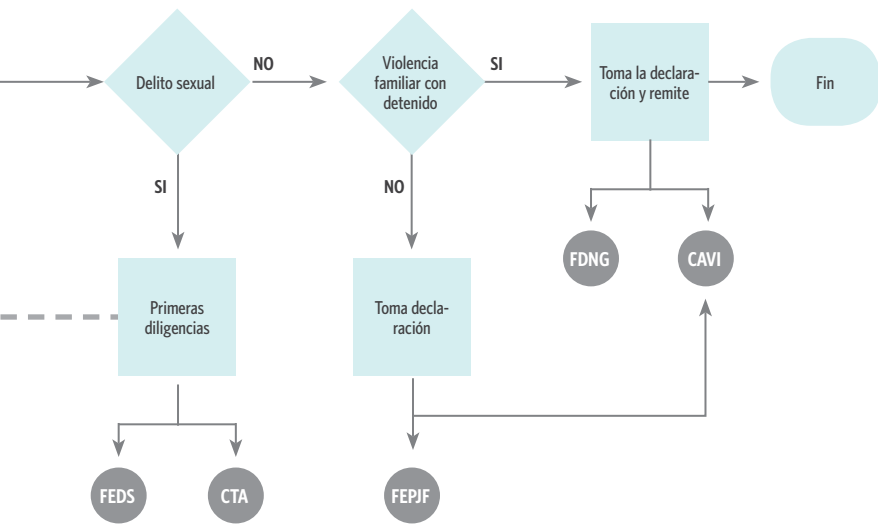 Delito sexual
NO
Violencia
familiar con
detenido
SI
Toma la declara-
ción y remite
Fin
SI
NO
FDNG
CAVI
Primeras
diligencias
Toma decla-
ración
FEDS
CTA
FEPJF